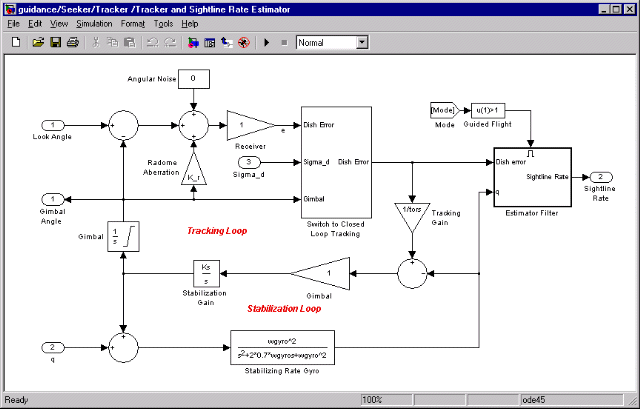 guidance/Seeker/Tracker /Tracker and Sightline Rate Estimator
File Edit View Simulation Format Tools Help
Normal
Angular Noise
0
[Mode]
Mode
u(1)>1
Guided Flight
1
Look Angle
+
−
+
+
+
1
Receiver
e
Dish Error
Sigma_d
Gimbal
Dish Error
Switch to Closed
Loop Tracking
3
Sigma_d
Radome
Aberration
K_r
Dish error
q
Sightline Rate
Estimator Filter
2
Sightline
Rate
1
Gimbal
Angle
Tracking Loop
1/tors
Tracking
Gain
Gimbal
1
s
Ks
s
Stabilization
Gain
1
Gimbal
+
−
Stabilization Loop
2
q
+
+
wgyro^2
s^2+2*0.7*wgyros+wgyro^2
Stabilizing Rate Gyro
Ready
100%
ode45